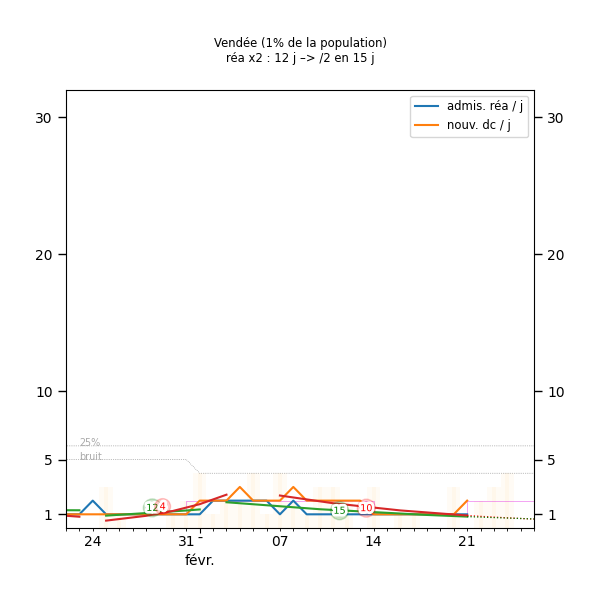 Vendée (1% de la population)
réa x2 : 12 j –> /2 en 15 j
admis. réa / j
nouv. dc / j
30 30
20 20
10 10
5 5
1 1
25%
bruit
12 4 15 10
24 31 - 07 14 21
févr.